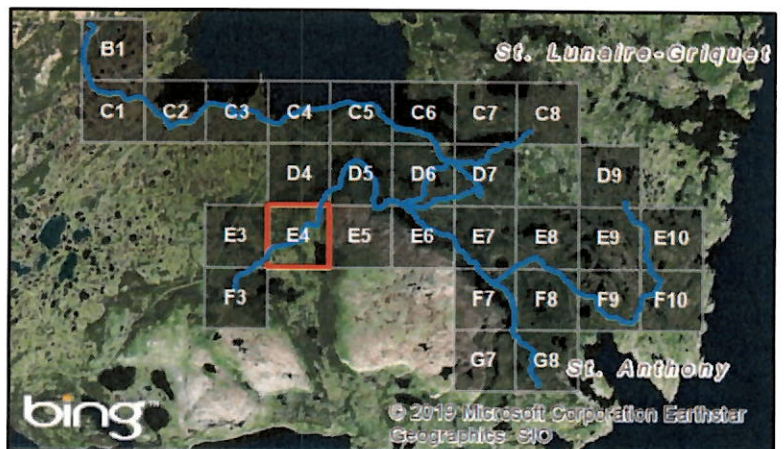 B1
St. Lunaire-Griquet
C1 C2 C3 C4 C5 C6 C7 C8
D4 D5 D6 D7 D9
E3 E4 E5 E6 E7 E8 E9 E10
F3 F7 F8 F9 F10
G7 G8 St. Anthony
bing™
© 2019 Microsoft Corporation Earthstar
Geographics SIO